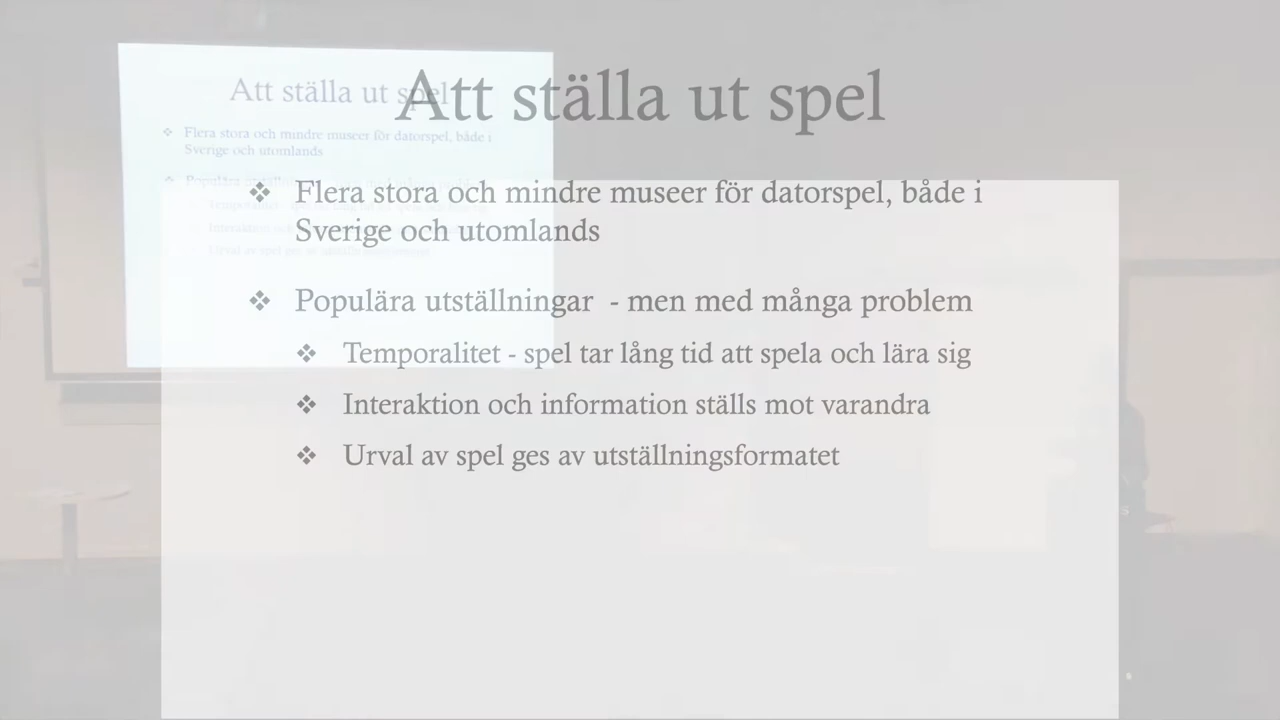 Att ställa ut spel
Flera stora och mindre museer för datorspel, både i
Sverige och utomlands
Populära utställningar - men med många problem
Temporalitet - spel tar lång tid att spela och lära sig
Interaktion och information ställs mot varandra
Urval av spel ges av utställningsformatet
Att ställa ut spel
Flera stora och mindre museer för datorspel, både i
Sverige och utomlands